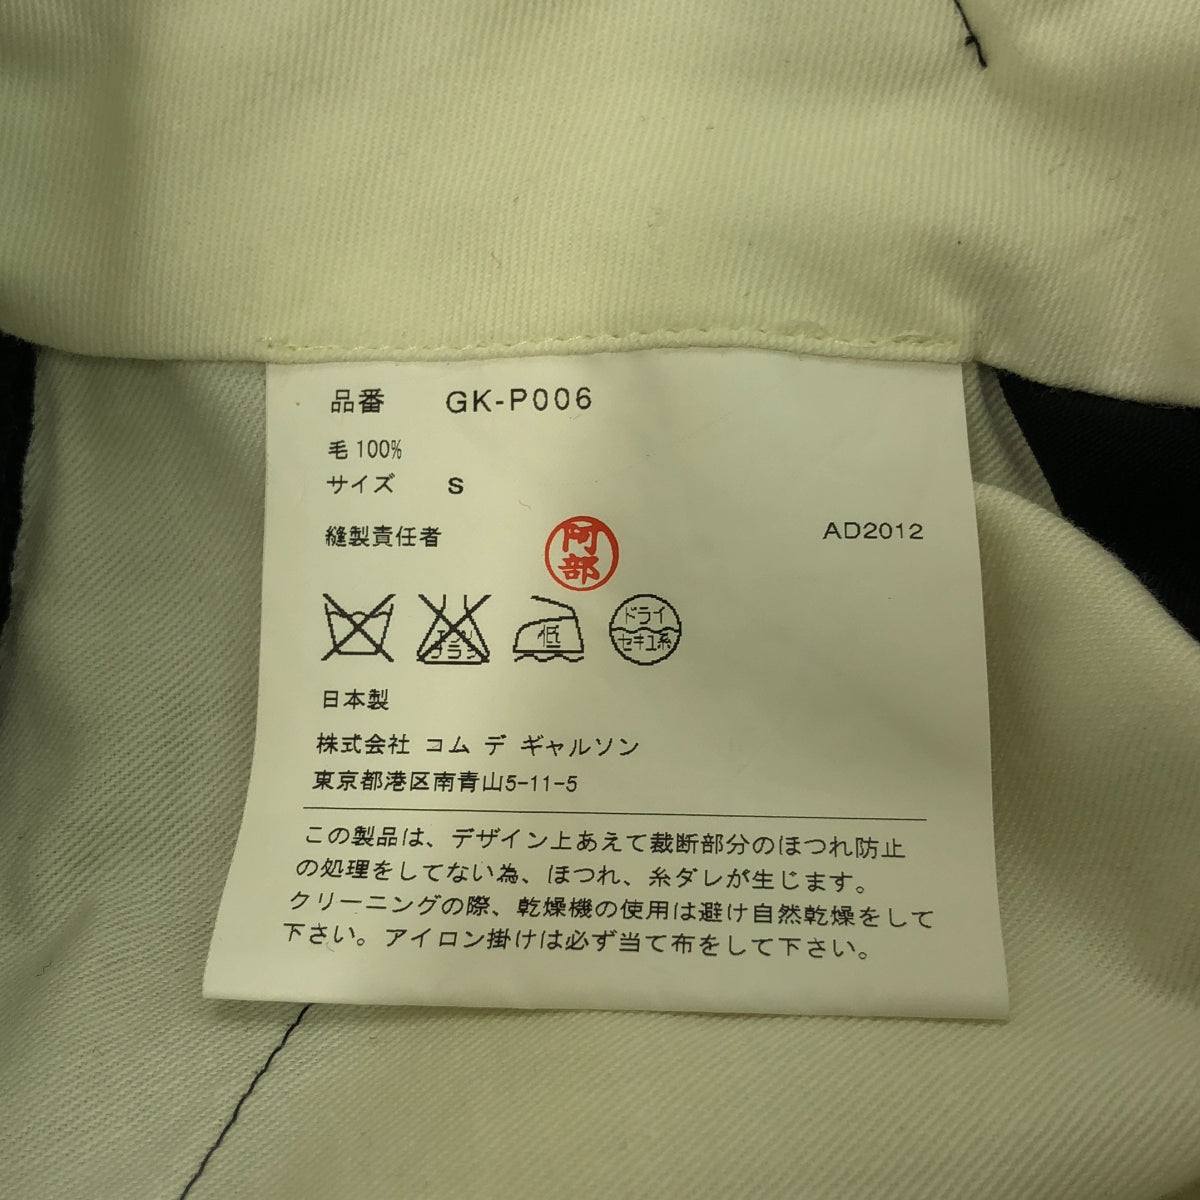 品番 GK-P006
毛 100%
サイズ S
縫製責任者 阿部 AD2012
エンソ
フラン
低
ドライ
セキユ系
日本製
株式会社 コム デ ギャルソン
東京都港区南青山5-11-5
この製品は、デザイン上あえて裁断部分のほつれ防止
の処理をしてない為、ほつれ、糸ダレが生じます。
クリーニングの際、乾燥機の使用は避け自然乾燥をして
下さい。アイロン掛けは必ず当て布をして下さい。